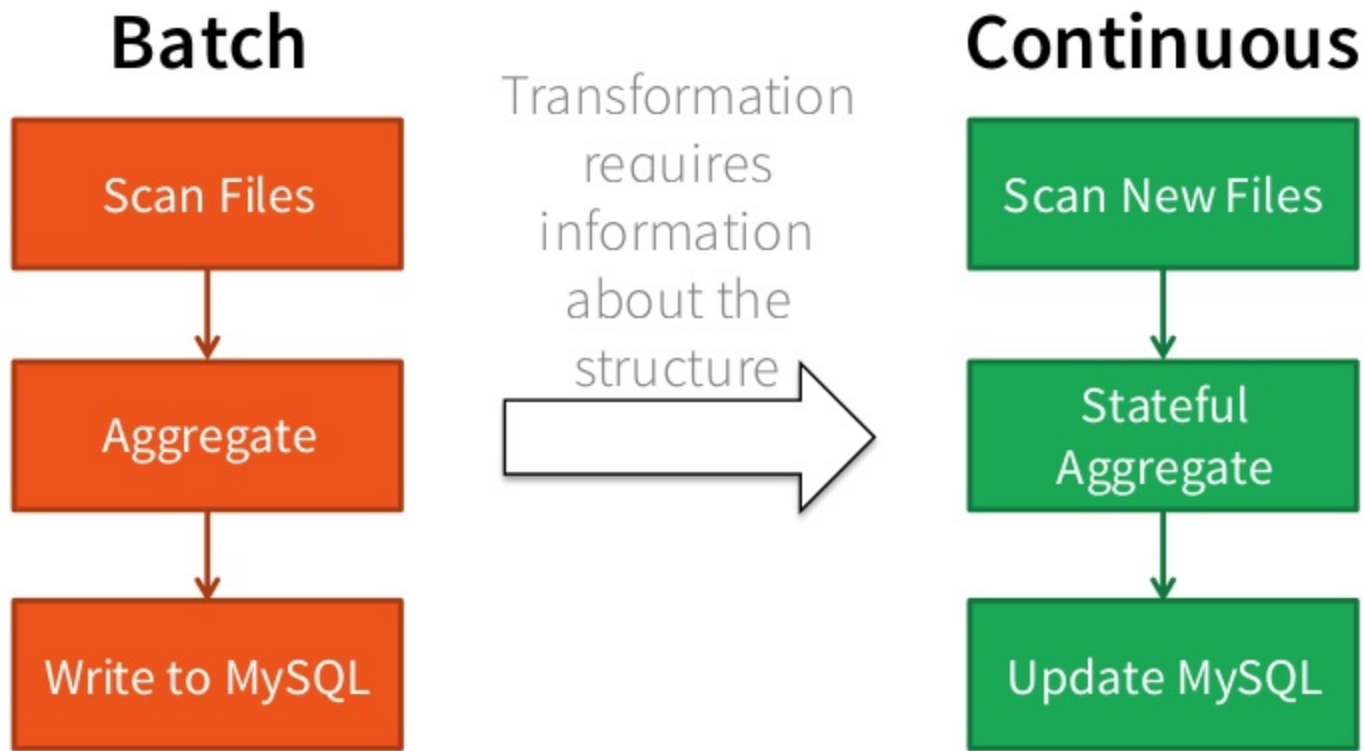 Batch
Scan Files
Aggregate
Write to MySQL
Transformation
requires
information
about the
structure
Continuous
Scan New Files
Stateful
Aggregate
Update MySQL